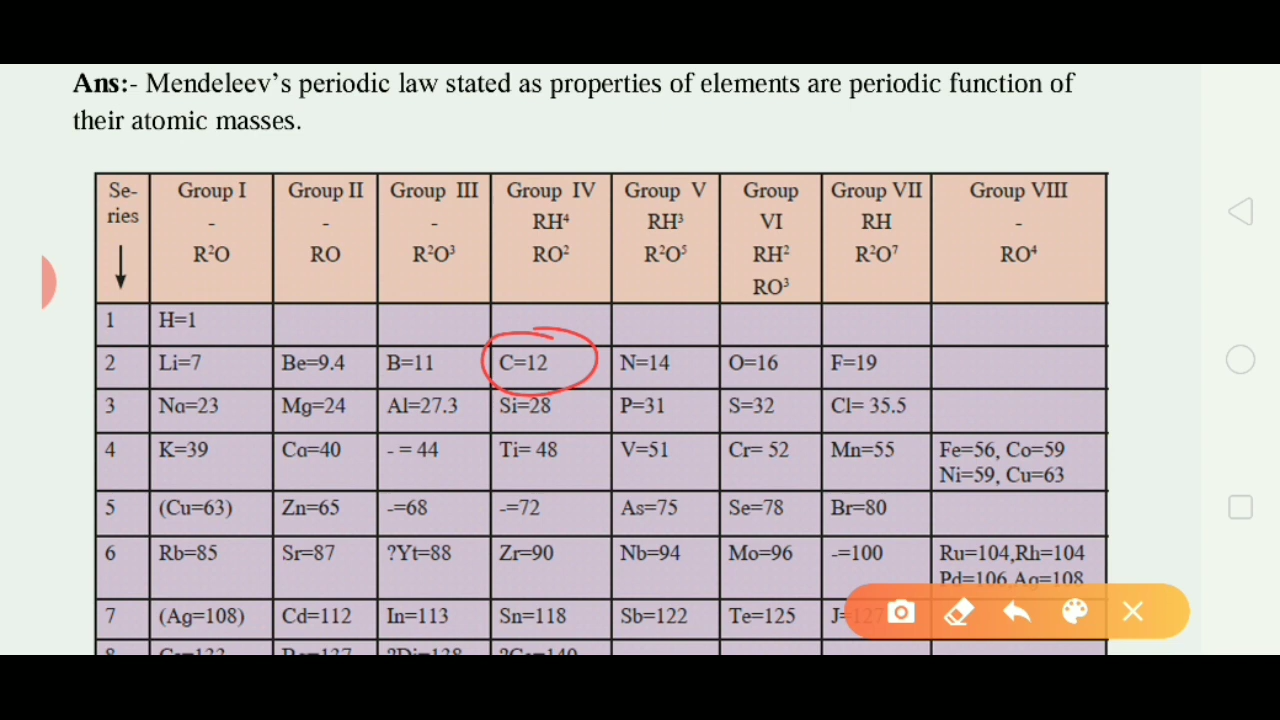 Ans:- Mendeleev’s periodic law stated as properties of elements are periodic function of
their atomic masses.
Se-ries ↓ | Group I - R²O | Group II - RO | Group III - R²O³ | Group IV RH⁴ RO² | Group V RH³ R²O⁵ | Group VI RH² RO³ | Group VII RH R²O⁷ | Group VIII - RO⁴
1 H=1
2 Li=7 Be=9.4 B=11 C=12 N=14 O=16 F=19
3 Na=23 Mg=24 Al=27.3 Si=28 P=31 S=32 Cl= 35.5
4 K=39 Ca=40 - = 44 Ti= 48 V=51 Cr= 52 Mn=55 Fe=56, Co=59
Ni=59, Cu=63
5 (Cu=63) Zn=65 -=68 -=72 As=75 Se=78 Br=80
6 Rb=85 Sr=87 ?Yt=88 Zr=90 Nb=94 Mo=96 -=100 Ru=104,Rh=104
Pd=106,Ag=108
7 (Ag=108) Cd=112 In=113 Sn=118 Sb=122 Te=125 J=127